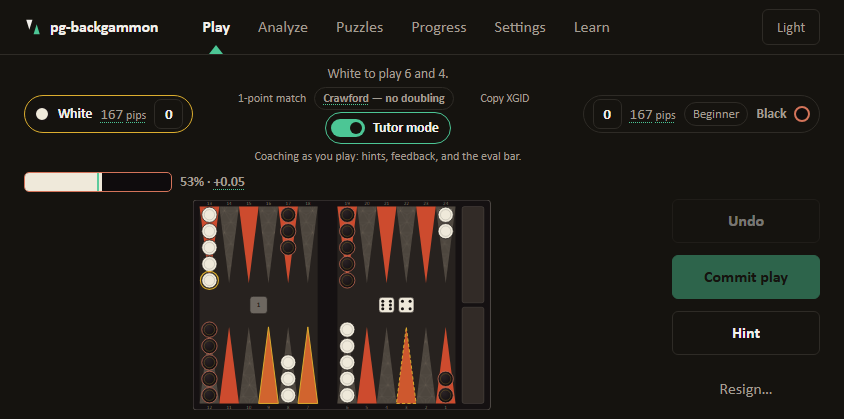 pg-backgammon Play Analyze Puzzles Progress Settings Learn Light
White to play 6 and 4.
White 167 pips 0
1-point match Crawford — no doubling Copy XGID
0 167 pips Beginner Black
Tutor mode
Coaching as you play: hints, feedback, and the eval bar.
53% · +0.05
Undo
Commit play
Hint
Resign...
1